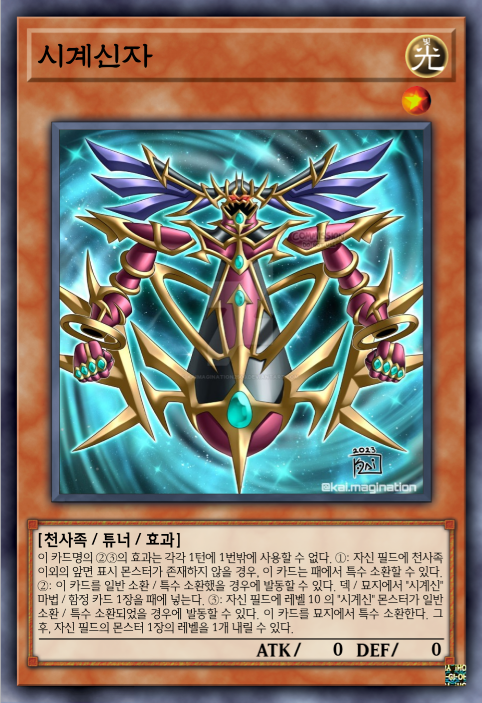 시계신자
빛
光
2023
KAI
@kai.magination
[천사족 / 튜너 / 효과]
이 카드명의 ②③의 효과는 각각 1턴에 1번밖에 사용할 수 없다. ①: 자신 필드에 천사족
이외의 앞면 표시 몬스터가 존재하지 않을 경우, 이 카드는 패에서 특수 소환할 수 있다.
②: 이 카드를 일반 소환 / 특수 소환했을 경우에 발동할 수 있다. 덱 / 묘지에서 "시계신"
마법 / 함정 카드 1장을 패에 넣는다. ③: 자신 필드에 레벨 10 의 "시계신" 몬스터가 일반
소환 / 특수 소환되었을 경우에 발동할 수 있다. 이 카드를 묘지에서 특수 소환한다. 그
후, 자신 필드의 몬스터 1장의 레벨을 1개 내릴 수 있다.
ATK/ 0 DEF/ 0